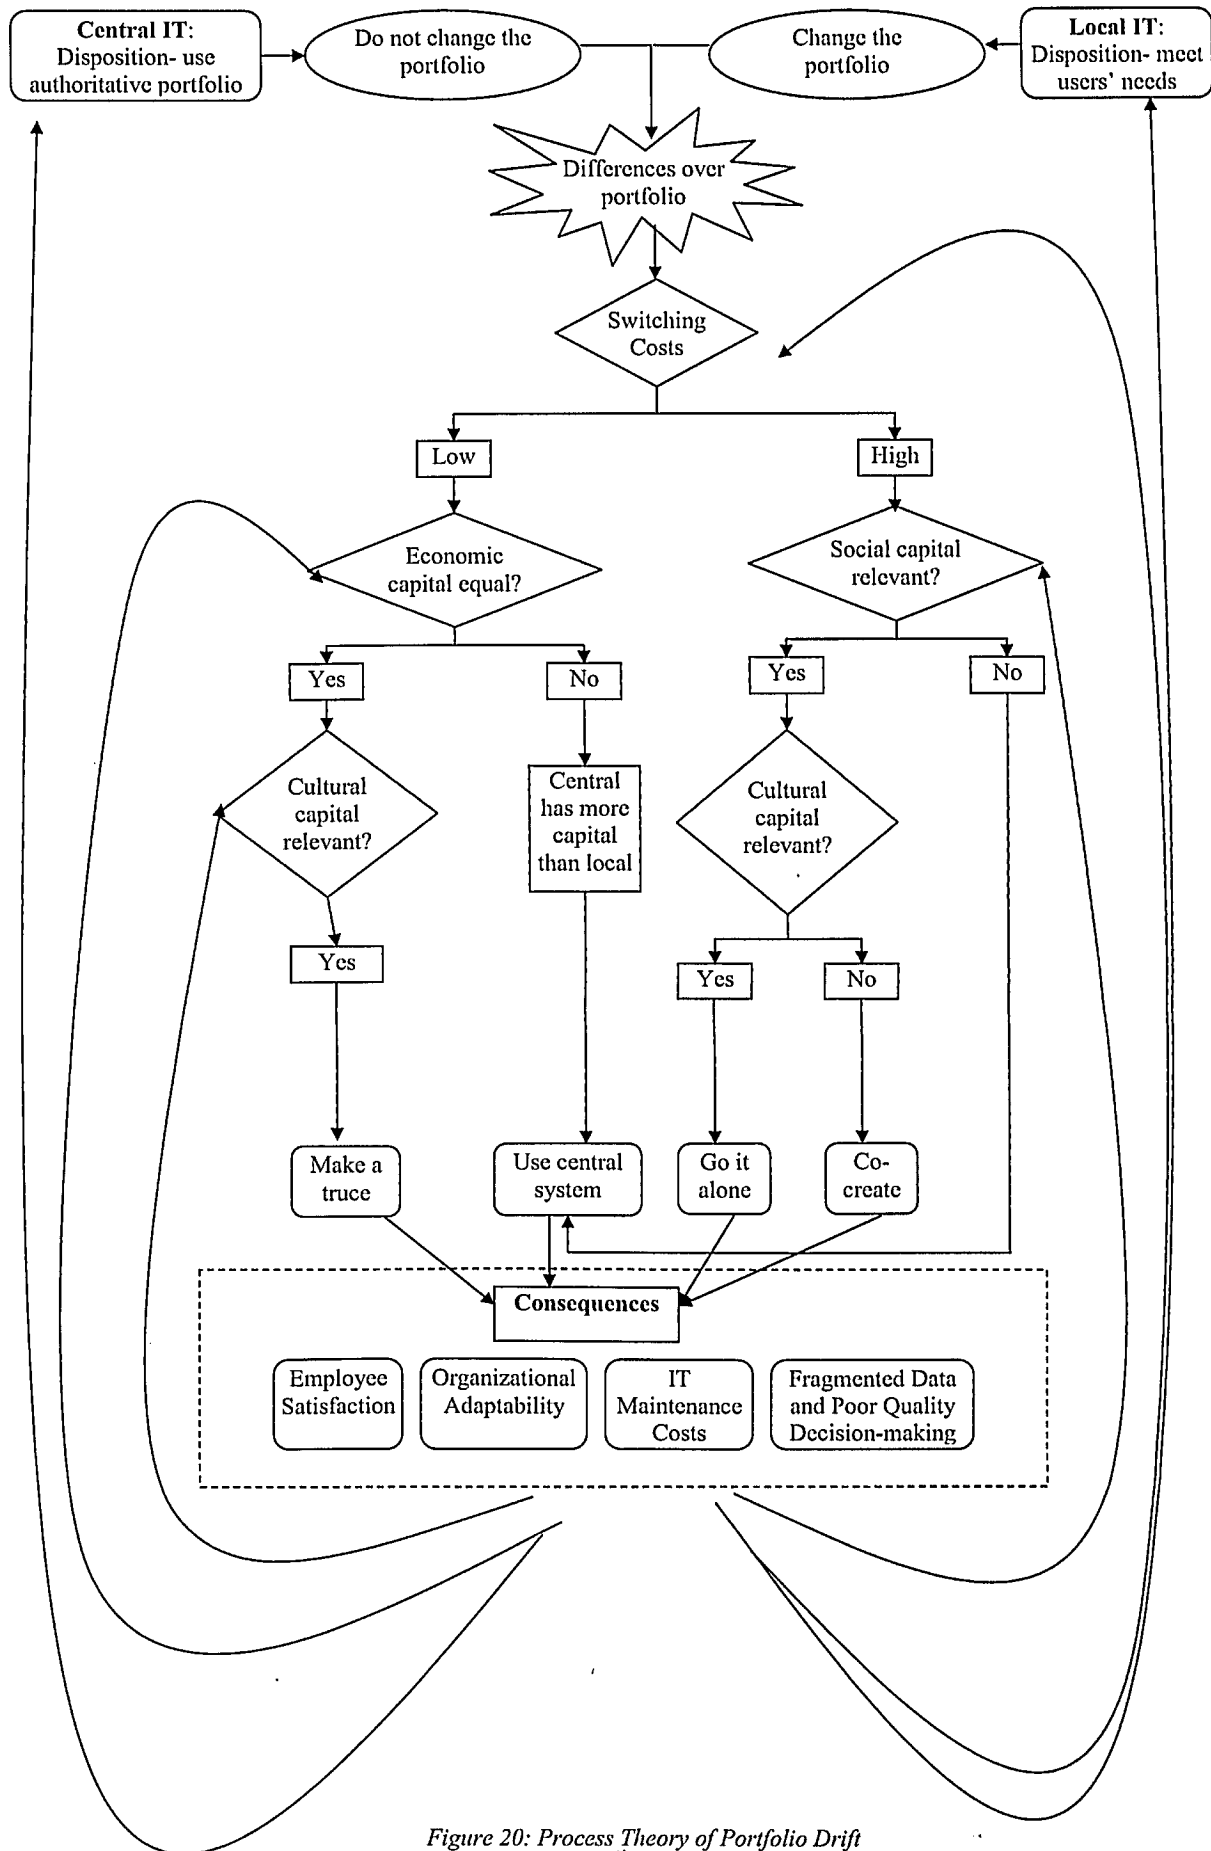 Central IT:
Disposition- use
authoritative portfolio
Do not change the
portfolio
Change the
portfolio
Local IT:
Disposition- meet
users' needs
Differences over
portfolio
Switching
Costs
Low
High
Economic
capital equal?
Social capital
relevant?
Yes
No
Yes
No
Cultural
capital
relevant?
Central
has more
capital
than local
Cultural
capital
relevant?
Yes
Yes
No
Make a
truce
Use central
system
Go it
alone
Co-
create
Consequences
Employee
Satisfaction
Organizational
Adaptability
IT
Maintenance
Costs
Fragmented Data
and Poor Quality
Decision-making
Figure 20: Process Theory of Portfolio Drift